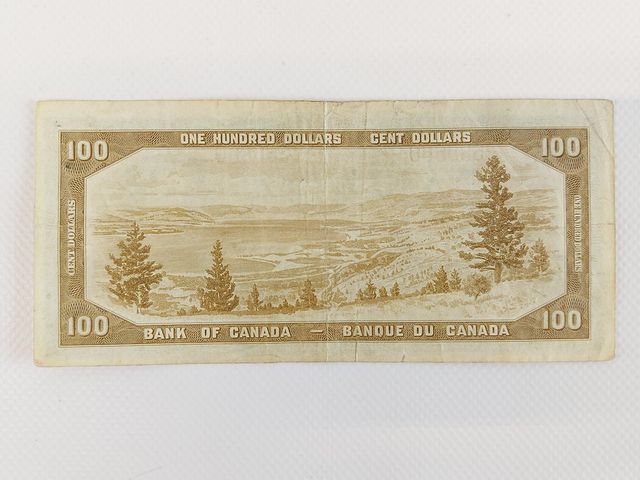 100 ONE HUNDRED DOLLARS CENT DOLLARS 100
CENT DOLLARS
ONE HUNDRED DOLLARS
100 BANK OF CANADA — BANQUE DU CANADA 100